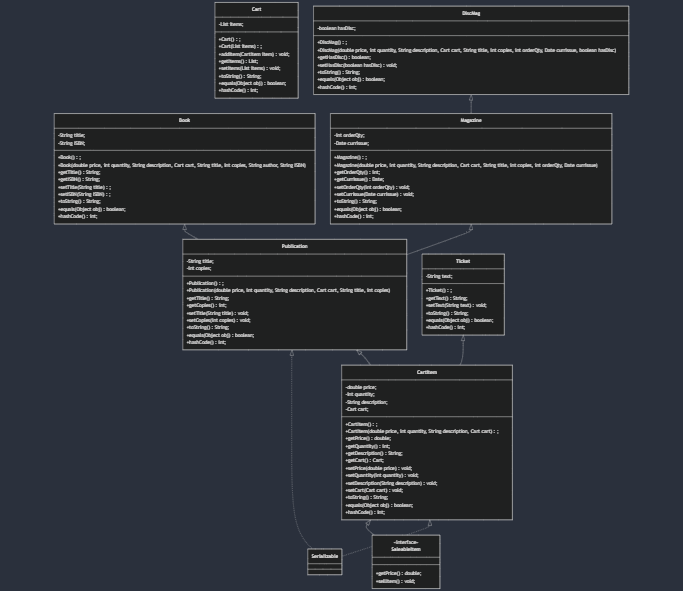 Cart
-List items;
+Cart() : ;
+Cart(List items) : ;
+addItem(CartItem item) : void;
+getItems() : List;
+setItems(List items) : void;
+toString() : String;
+equals(Object obj) : boolean;
+hashCode() : int;
DiscMag
-boolean hasDisc;
+DiscMag() : ;
+DiscMag(double price, int quantity, String description, Cart cart, String title, int copies, int orderQty, Date currIssue, boolean hasDisc)
+getHasDisc() : boolean;
+setHasDisc(boolean hasDisc) : void;
+toString() : String;
+equals(Object obj) : boolean;
+hashCode() : int;
Book
-String title;
-String ISBN;
+Book() : ;
+Book(double price, int quantity, String description, Cart cart, String title, int copies, String author, String ISBN)
+getTitle() : String;
+getISBN() : String;
+setTitle(String title) : ;
+setISBN(String ISBN) : ;
+toString() : String;
+equals(Object obj) : boolean;
+hashCode() : int;
Magazine
-int orderQty;
-Date currIssue;
+Magazine() : ;
+Magazine(double price, int quantity, String description, Cart cart, String title, int copies, int orderQty, Date currIssue)
+getOrderQty() : int;
+getCurrIssue() : Date;
+setOrderQty(int orderQty) : void;
+setCurrIssue(Date currIssue) : void;
+toString() : String;
+equals(Object obj) : boolean;
+hashCode() : int;
Publication
-String title;
-int copies;
+Publication() : ;
+Publication(double price, int quantity, String description, Cart cart, String title, int copies)
+getTitle() : String;
+getCopies() : int;
+setTitle(String title) : void;
+setCopies(int copies) : void;
+toString() : String;
+equals(Object obj) : boolean;
+hashCode() : int;
Ticket
-String text;
+Ticket() : ;
+getText() : String;
+setText(String text) : void;
+toString() : String;
+equals(Object obj) : boolean;
+hashCode() : int;
CartItem
-double price;
-int quantity;
-String description;
-Cart cart;
+CartItem() : ;
+CartItem(double price, int quantity, String description, Cart cart) : ;
+getPrice() : double;
+getQuantity() : int;
+getDescription() : String;
+getCart() : Cart;
+setPrice(double price) : void;
+setQuantity(int quantity) : void;
+setDescription(String description) : void;
+setCart(Cart cart) : void;
+toString() : String;
+equals(Object obj) : boolean;
+hashCode() : int;
Serializable
~Interface~
SaleableItem
+getPrice() : double;
+sellItem() : void;